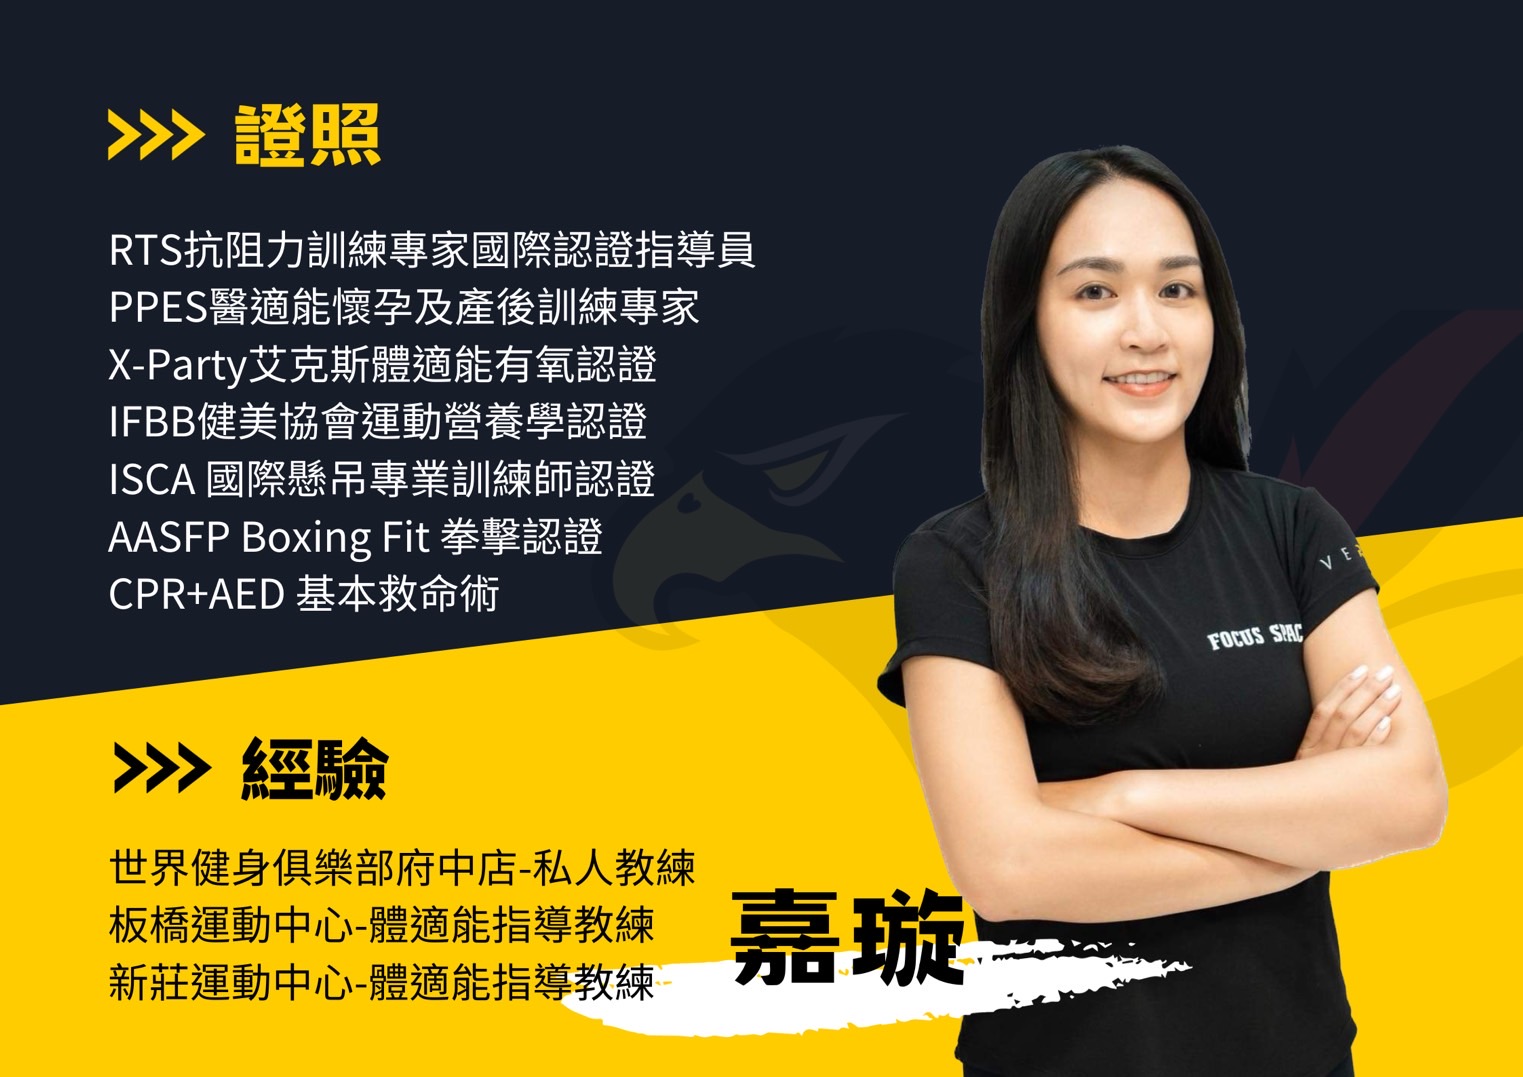 >>> 證照
RTS抗阻力訓練專家國際認證指導員
PPES醫適能懷孕及產後訓練專家
X-Party艾克斯體適能有氧認證
IFBB健美協會運動營養學認證
ISCA 國際懸吊專業訓練師認證
AASFP Boxing Fit 拳擊認證
CPR+AED 基本救命術
>>> 經驗
世界健身俱樂部府中店-私人教練
板橋運動中心-體適能指導教練
新莊運動中心-體適能指導教練
嘉璇
FOCUS SPAC
VE